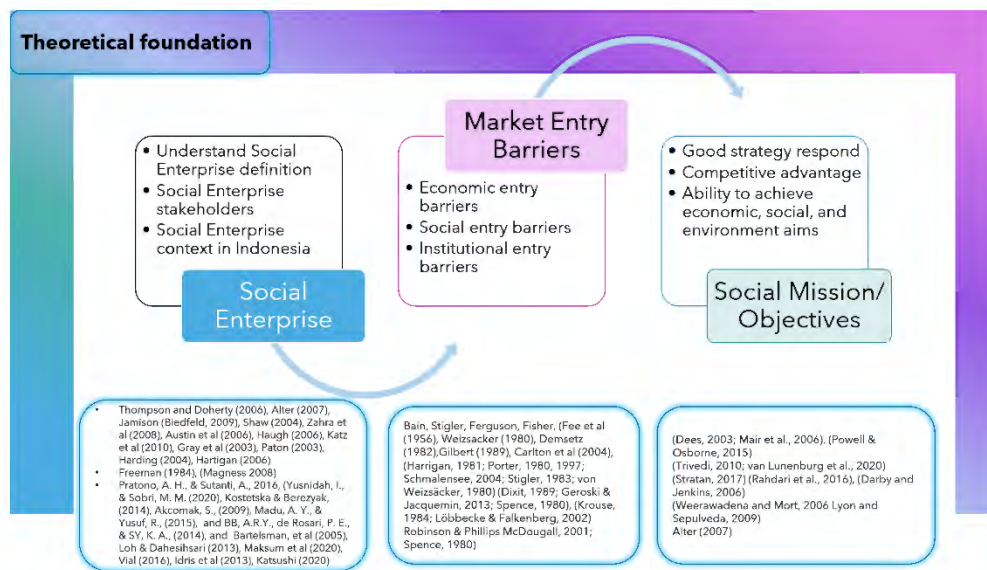 Theoretical foundation
• Understand Social
Enterprise definition
• Social Enterprise
stakeholders
• Social Enterprise
context in Indonesia
Social
Enterprise
Market Entry
Barriers
• Economic entry
barriers
• Social entry barriers
• Institutional entry
barriers
• Good strategy respond
• Competitive advantage
• Ability to achieve
economic, social, and
environment aims
Social Mission/
Objectives
• Thompson and Doherty (2006), Alter (2007),
Jamison (Biedfeld, 2009), Shaw (2004), Zahra
et al (2008), Austin et al (2006), Haugh (2006), Katz
et al (2010), Gray et al (2003), Paton (2003),
Harding (2004), Hartigan (2006)
• Freeman (1984), (Magness 2008)
• Pratono, A. H., & Sutanti, A., 2016, (Yusnidah, I.,
& Sobri, M. M. (2020), Kostetska & Berezyak,
(2014), Akcomak, S., (2009), Madu, A. Y., &
Yusuf, R., (2015), and BB, A.R.Y., de Rosari, P. E.,
& SY, K. A., (2014), and Bartelsman, et al (2005),
Loh & Dahesihsari (2013), Maksum et al (2020),
Vial (2016), Idris et al (2013), Katsushi (2020)
Bain, Stigler, Ferguson, Fisher, (Fee et al
(1956), Weizsacker (1980), Demsetz
(1982),Gilbert (1989), Carlton et al (2004),
(Harrigan, 1981; Porter, 1980, 1997;
Schmalensee, 2004; Stigler, 1983; von
Weizsäcker, 1980) (Dixit, 1989; Geroski &
Jacquemin, 2013; Spence, 1980), (Krouse,
1984; Löbbecke & Falkenberg, 2002)
Robinson & Phillips McDougall, 2001;
Spence, 1980)
(Dees, 2003; Mair et al., 2006). (Powell &
Osborne, 2015)
(Trivedi, 2010; van Lunenburg et al., 2020)
(Stratan, 2017) (Rahdari et al., 2016), (Darby and
Jenkins, 2006)
(Weerawadena and Mort, 2006 Lyon and
Sepulveda, 2009)
Alter (2007)